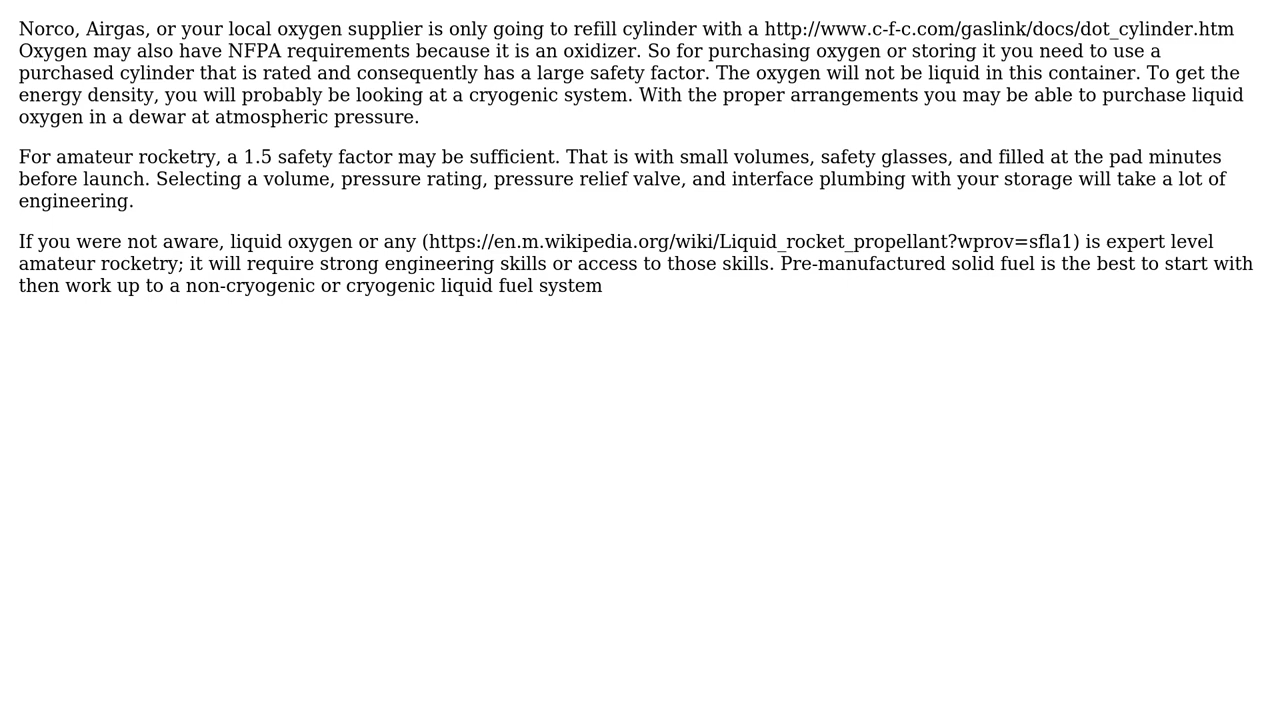 Norco, Airgas, or your local oxygen supplier is only going to refill cylinder with a http://www.c-f-c.com/gaslink/docs/dot_cylinder.htm
Oxygen may also have NFPA requirements because it is an oxidizer. So for purchasing oxygen or storing it you need to use a
purchased cylinder that is rated and consequently has a large safety factor. The oxygen will not be liquid in this container. To get the
energy density, you will probably be looking at a cryogenic system. With the proper arrangements you may be able to purchase liquid
oxygen in a dewar at atmospheric pressure.
For amateur rocketry, a 1.5 safety factor may be sufficient. That is with small volumes, safety glasses, and filled at the pad minutes
before launch. Selecting a volume, pressure rating, pressure relief valve, and interface plumbing with your storage will take a lot of
engineering.
If you were not aware, liquid oxygen or any (https://en.m.wikipedia.org/wiki/Liquid_rocket_propellant?wprov=sfla1) is expert level
amateur rocketry; it will require strong engineering skills or access to those skills. Pre-manufactured solid fuel is the best to start with
then work up to a non-cryogenic or cryogenic liquid fuel system